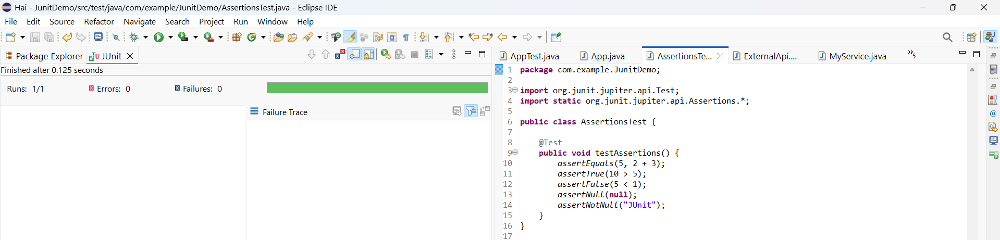 Hai - JunitDemo/src/test/java/com/example/JunitDemo/AssertionsTest.java - Eclipse IDE
File Edit Source Refactor Navigate Search Project Run Window Help
Package Explorer JUnit
Finished after 0.125 seconds
Runs: 1/1 Errors: 0 Failures: 0
Failure Trace
AppTest.java App.java AssertionsTe... ExternalApi.... MyService.java »5
1 package com.example.JunitDemo;
2
3 import org.junit.jupiter.api.Test;
4 import static org.junit.jupiter.api.Assertions.*;
5
6 public class AssertionsTest {
7
8 @Test
9 public void testAssertions() {
10 assertEquals(5, 2 + 3);
11 assertTrue(10 > 5);
12 assertFalse(5 < 1);
13 assertNull(null);
14 assertNotNull("JUnit");
15 }
16 }
17